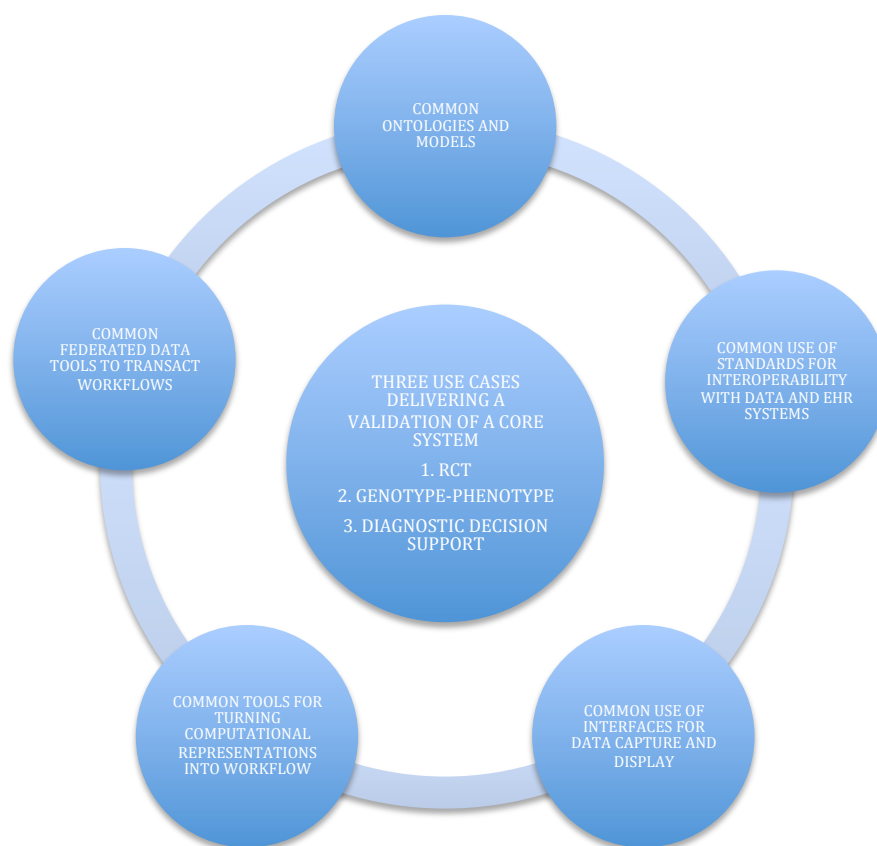 COMMON
ONTOLOGIES AND
MODELS
COMMON USE OF
STANDARDS FOR
INTEROPERABILITY
WITH DATA AND EHR
SYSTEMS
COMMON USE OF
INTERFACES FOR
DATA CAPTURE AND
DISPLAY
COMMON TOOLS FOR
TURNING
COMPUTATIONAL
REPRESENTATIONS
INTO WORKFLOW
COMMON
FEDERATED DATA
TOOLS TO TRANSACT
WORKFLOWS
THREE USE CASES
DELIVERING A
VALIDATION OF A CORE
SYSTEM
1. RCT
2. GENOTYPE-PHENOTYPE
3. DIAGNOSTIC DECISION
SUPPORT